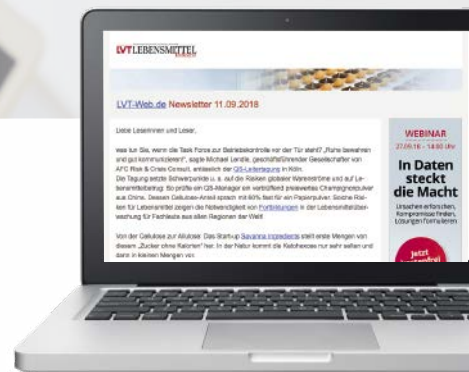 LVT LEBENSMITTEL
LVT-Web.de Newsletter 11.09.2018
Liebe Leserinnen und Leser,
was tun Sie, wenn die Task Force zur Betriebskontrolle vor der Tür steht? „Ruhe bewahren
und gut kommunizieren“, sagte Michael Lendle, geschäftsführender Gesellschafter von
AFC Risk & Crisis Consult, anlässlich der QS-Leitertagung in Köln.
Die Tagung setzte Schwerpunkte u. a. auf die Risiken globaler Warenströme und auf Le-
bensmittelbetrug: So prüfte ein QS-Manager ein verblüffend preiswertes Champignonpulver
aus China. Dessen Cellulose-Anteil sprach mit 60% fast für ein Papierpulver. Solche Risi-
ken für Lebensmittel zeigen die Notwendigkeit von Fortbildungen in der Lebensmittelüber-
wachung für Fachleute aus allen Regionen der Welt!
Von der Cellulose zur Allulose: Das Start-up Savanna Ingredients stellt erste Mengen von
diesem „Zucker ohne Kalorien“ her. In der Natur kommt die Ketohexose nur sehr selten und
dann in kleinen Mengen vor.
WEBINAR
27.09.18 - 14:00 Uhr
In Daten
steckt
die Macht
Ursachen erforschen,
Kompromisse finden,
Lösungen formulieren
Jetzt